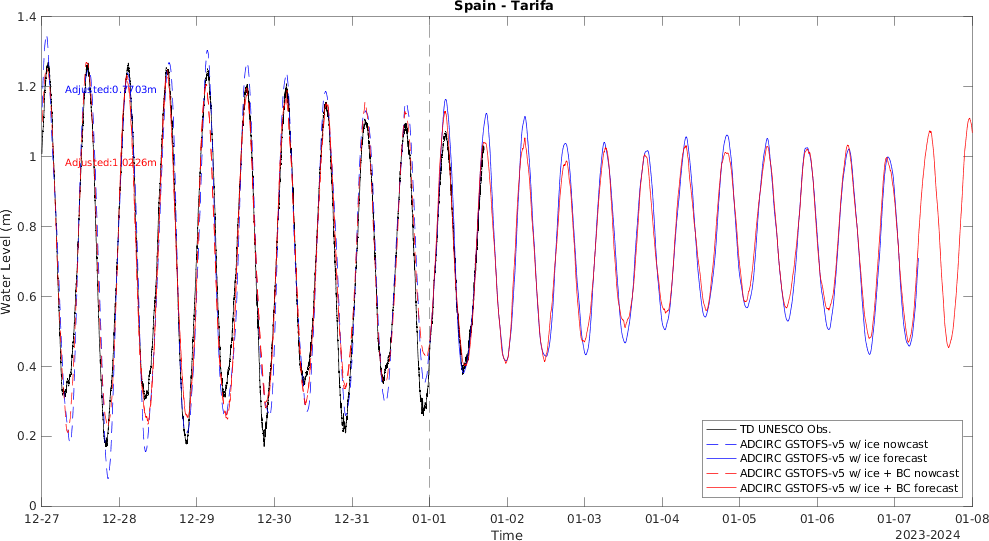 Spain - Tarifa
1.4
1.2
1
0.8
0.6
0.4
0.2
0
Water Level (m)
Adjusted:0.7703m
Adjusted:1.0226m
TD UNESCO Obs.
ADCIRC GSTOFS-v5 w/ ice nowcast
ADCIRC GSTOFS-v5 w/ ice forecast
ADCIRC GSTOFS-v5 w/ ice + BC nowcast
ADCIRC GSTOFS-v5 w/ ice + BC forecast
12-27 12-28 12-29 12-30 12-31 01-01 01-02 01-03 01-04 01-05 01-06 01-07 01-08
Time
2023-2024